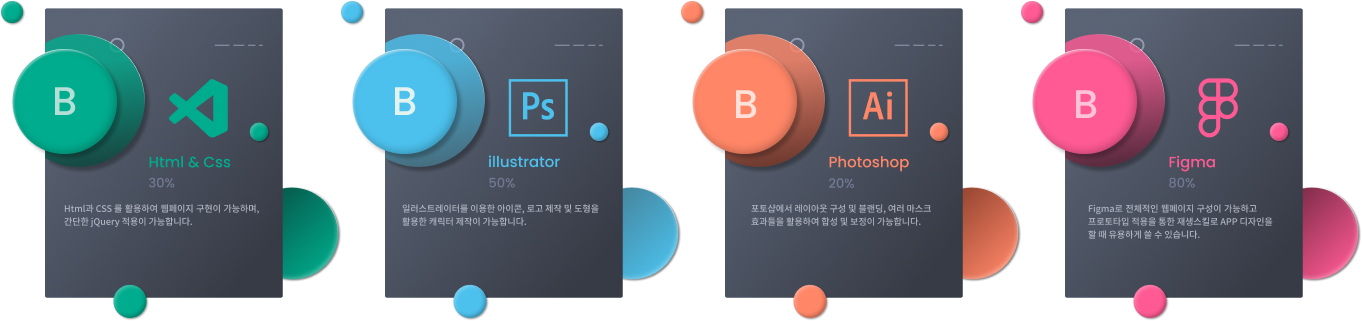 B
Html & Css
30%
Html과 CSS 를 활용하여 웹페이지 구현이 가능하며,
간단한 jQuery 적용이 가능합니다.
B
Ps
illustrator
50%
일러스트레이터를 이용한 아이콘, 로고 제작 및 도형을
활용한 캐릭터 제작이 가능합니다.
B
Ai
Photoshop
20%
포토샵에서 레이아웃 구성 및 블랜딩, 여러 마스크
효과들을 활용하여 합성 및 보정이 가능합니다.
B
Figma
80%
Figma로 전체적인 웹페이지 구성이 가능하고
프로토타입 적용을 통한 재생스킬로 APP 디자인을
할 때 유용하게 쓸 수 있습니다.